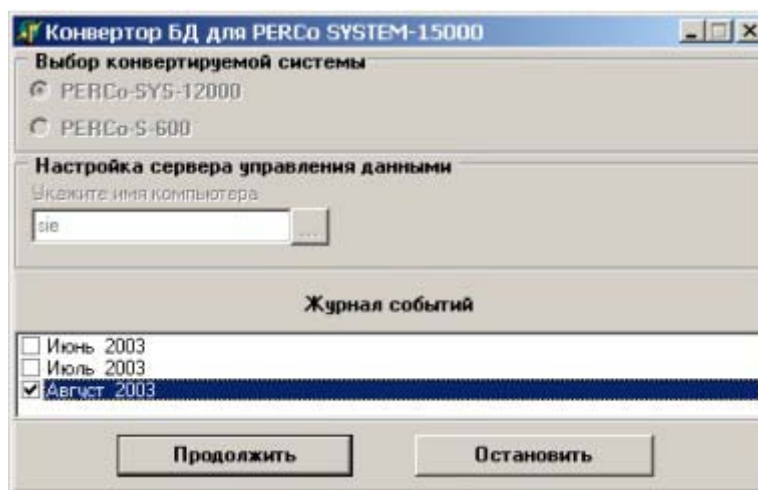 Конвертор БД для PERCo SYSTEM-15000
Выбор конвертируемой системы
PERCo-SYS-12000
PERCo-S-600
Настройка сервера управления данными
Укажите имя компьютера
sie
...
Журнал событий
Июнь 2003
Июль 2003
Август 2003
Продолжить
Остановить